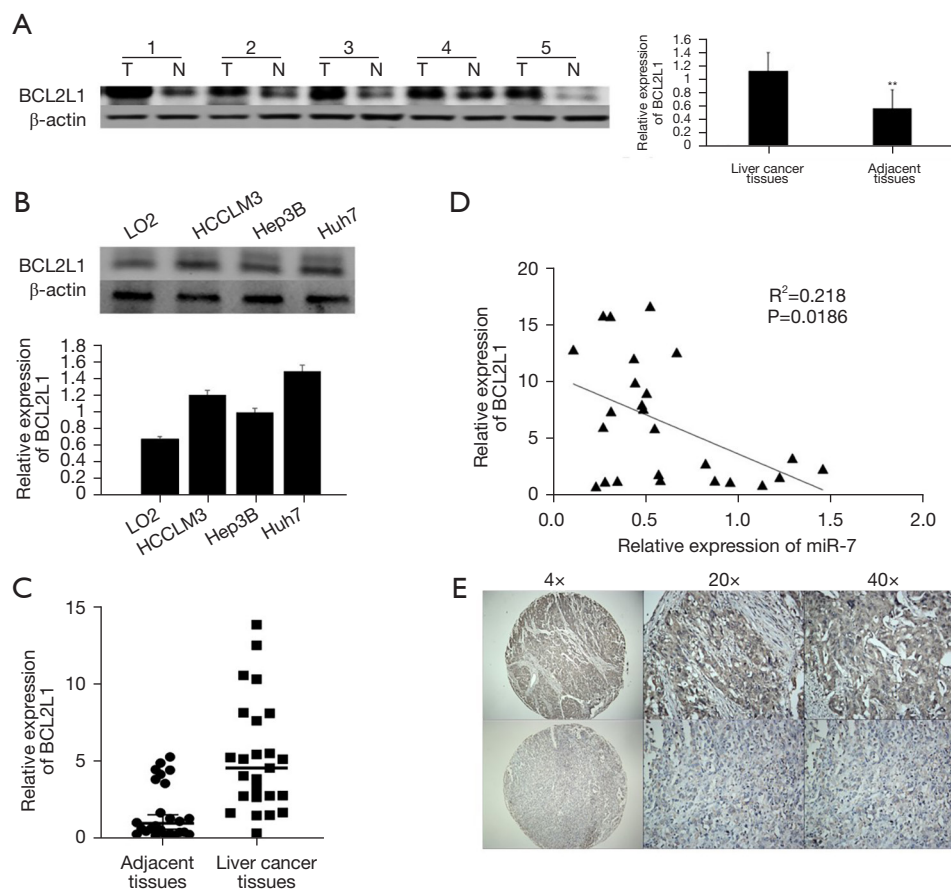 A
1 2 3 4 5
T N T N T N T N T N
BCL2L1
β-actin
Relative expression
of BCL2L1
1.6
1.4
1.2
1
0.8
0.6
0.4
0.2
0
**
Liver cancer
tissues
Adjacent
tissues
B
LO2 HCCLM3 Hep3B Huh7
BCL2L1
β-actin
Relative expression
of BCL2L1
1.8
1.6
1.4
1.2
1
0.8
0.6
0.4
0.2
0
LO2 HCCLM3 Hep3B Huh7
C
Relative expression
of BCL2L1
15
10
5
0
Adjacent
tissues
Liver cancer
tissues
D
Relative expression
of BCL2L1
20
15
10
5
0
R²=0.218
P=0.0186
0.0 0.5 1.0 1.5 2.0
Relative expression of miR-7
E
4× 20× 40×